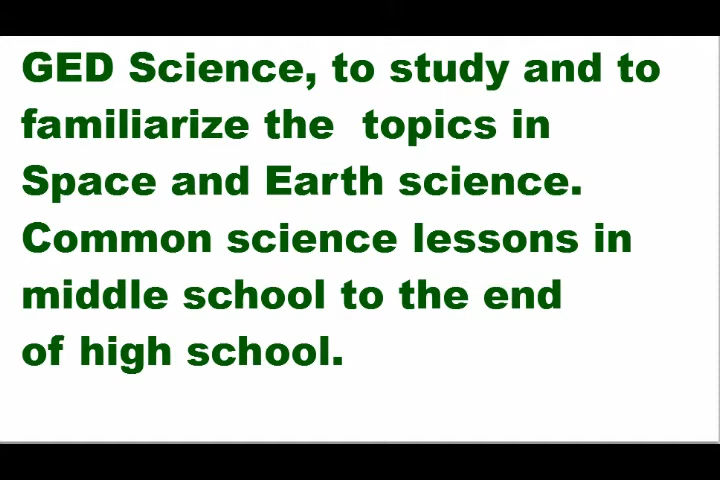 GED Science, to study and to
familiarize the  topics in
Space and Earth science.
Common science lessons in
middle school to the end
of high school.